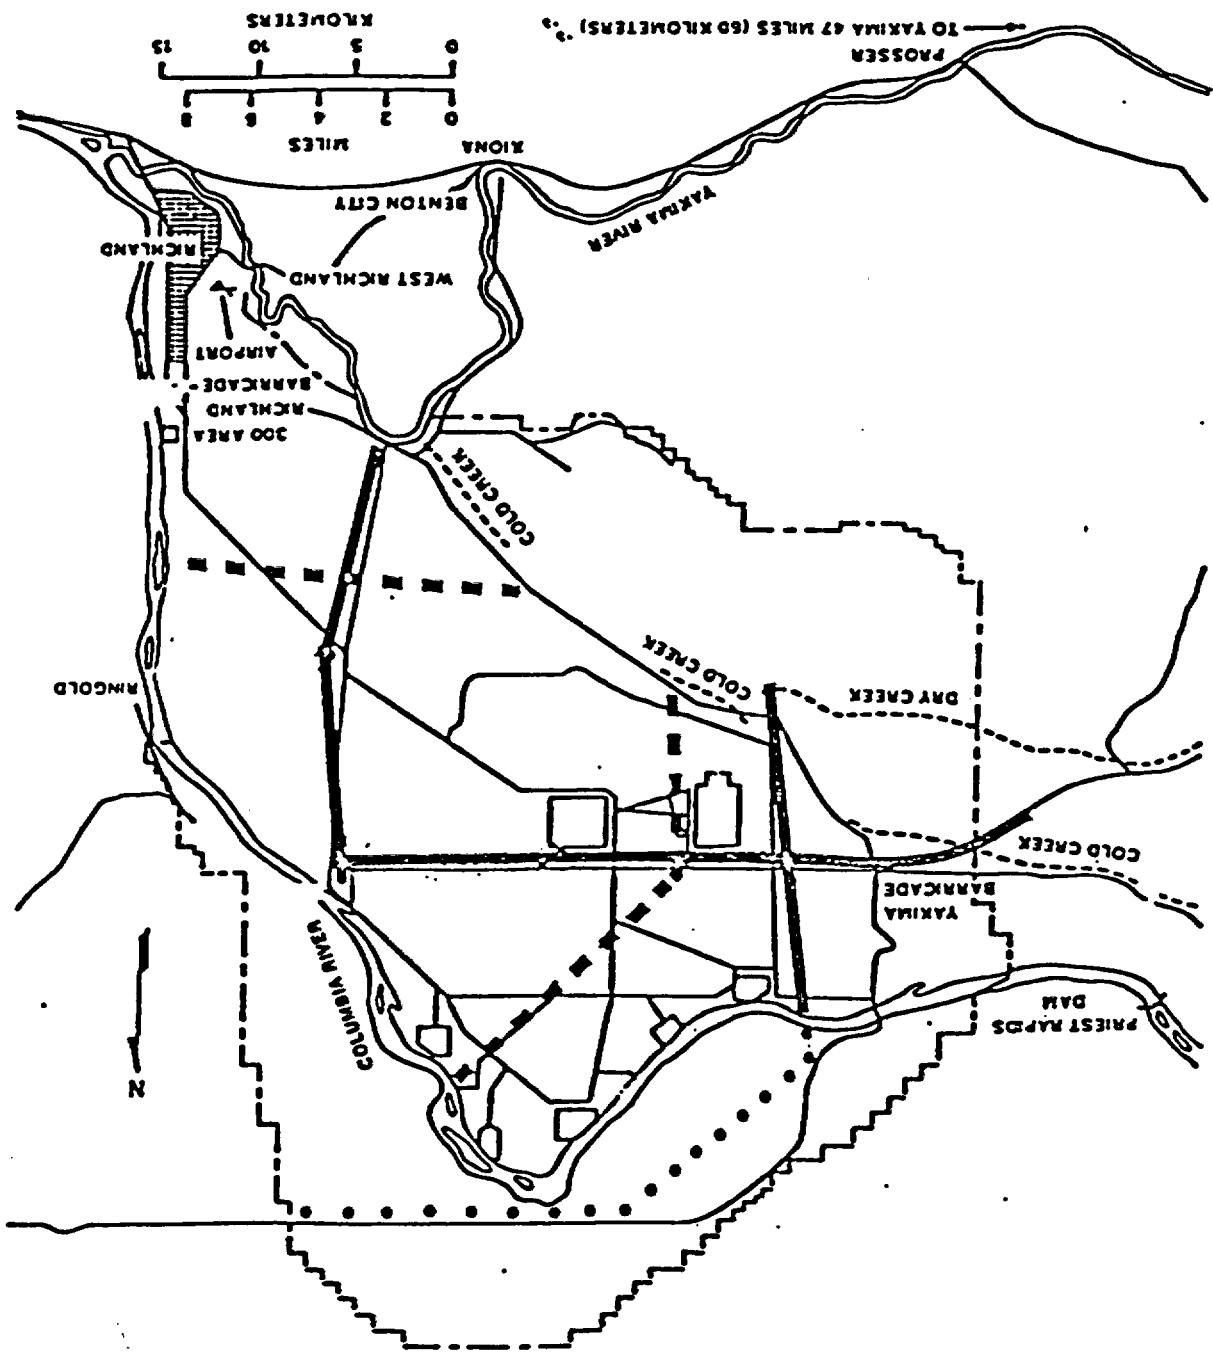 N
PRIEST RAPIDS
DAM
COLUMBIA RIVER
YAKIMA
BARRICADE
COLD CREEK
DRY CREEK
RINGOLD
COLD CREEK
COLD CREEK
300 AREA
RICHLAND
BARRICADE
AIRPORT
WEST RICHLAND
RICHLAND
YAKIMA RIVER
BENTON CITY
KIONA
MILES
0 2 4 6 8
0 5 10 15
KILOMETERS
PROSSER
TO YAKIMA 47 MILES (60 KILOMETERS)